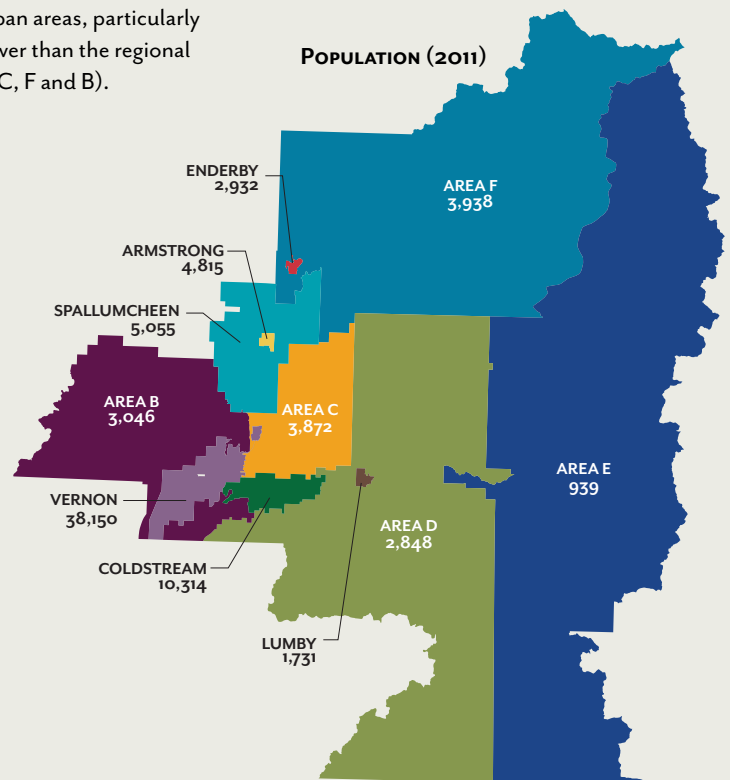 ban areas, particularly
wer than the regional
C, F and B).
Population (2011)
ENDERBY
2,932
AREA F
3,938
ARMSTRONG
4,815
SPALLUMCHEEN
5,055
AREA B
3,046
AREA C
3,872
AREA E
939
VERNON
38,150
AREA D
2,848
COLDSTREAM
10,314
LUMBY
1,731